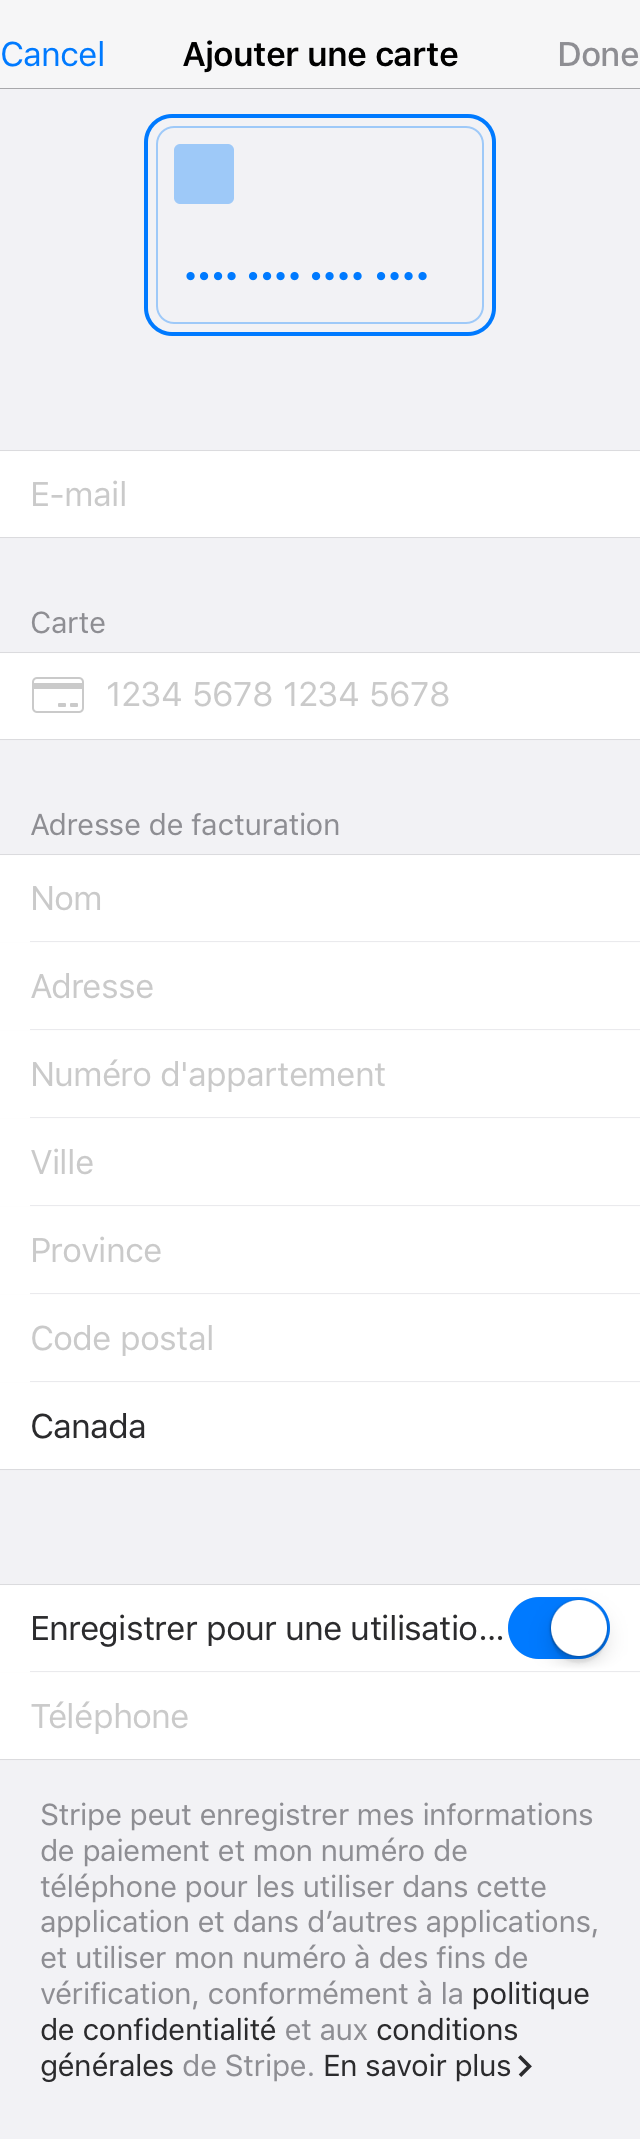 Cancel Ajouter une carte Done
•••• •••• •••• ••••
E-mail
Carte
1234 5678 1234 5678
Adresse de facturation
Nom
Adresse
Numéro d'appartement
Ville
Province
Code postal
Canada
Enregistrer pour une utilisatio...
Téléphone
Stripe peut enregistrer mes informations
de paiement et mon numéro de
téléphone pour les utiliser dans cette
application et dans d’autres applications,
et utiliser mon numéro à des fins de
vérification, conformément à la politique
de confidentialité et aux conditions
générales de Stripe. En savoir plus